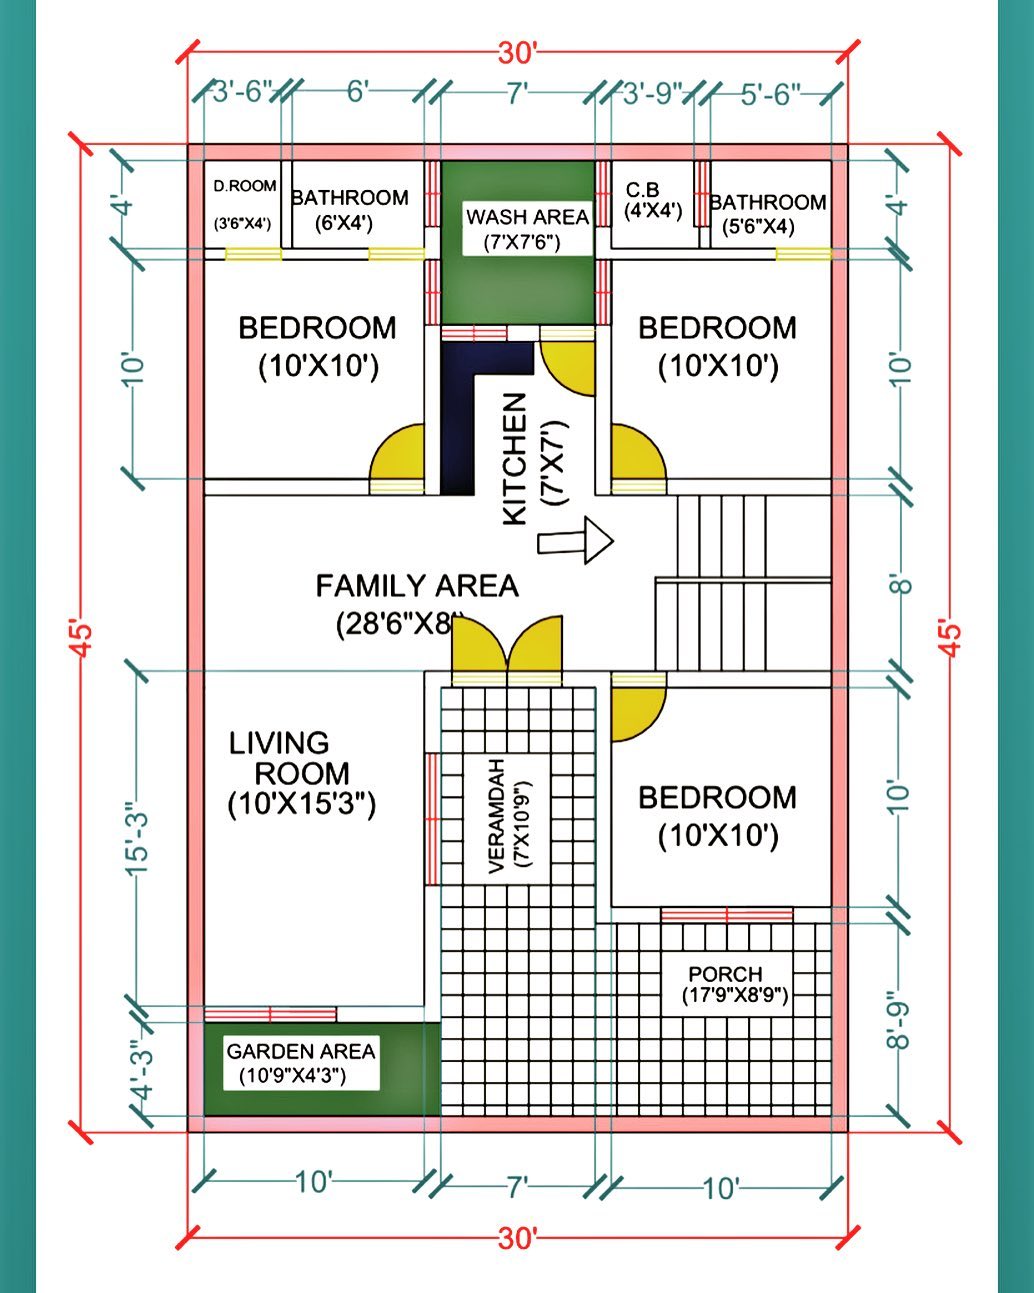 30'
3'-6"
6'
7'
3'-9"
5'-6"
4'
D.ROOM
(3'6"X4')
BATHROOM
(6'X4')
WASH AREA
(7'X7'6")
C.B
(4'X4')
BATHROOM
(5'6"X4)
4'
10'
BEDROOM
(10'X10')
BEDROOM
(10'X10')
10'
KITCHEN
(7'X7')
FAMILY AREA
(28'6"X8')
8'
45'
45'
LIVING
ROOM
(10'X15'3")
15'-3"
VERAMDAH
(7'X10'9")
BEDROOM
(10'X10')
10'
PORCH
(17'9"X8'9")
8'-9"
GARDEN AREA
(10'9"X4'3")
4'-3"
10'
7'
10'
30'